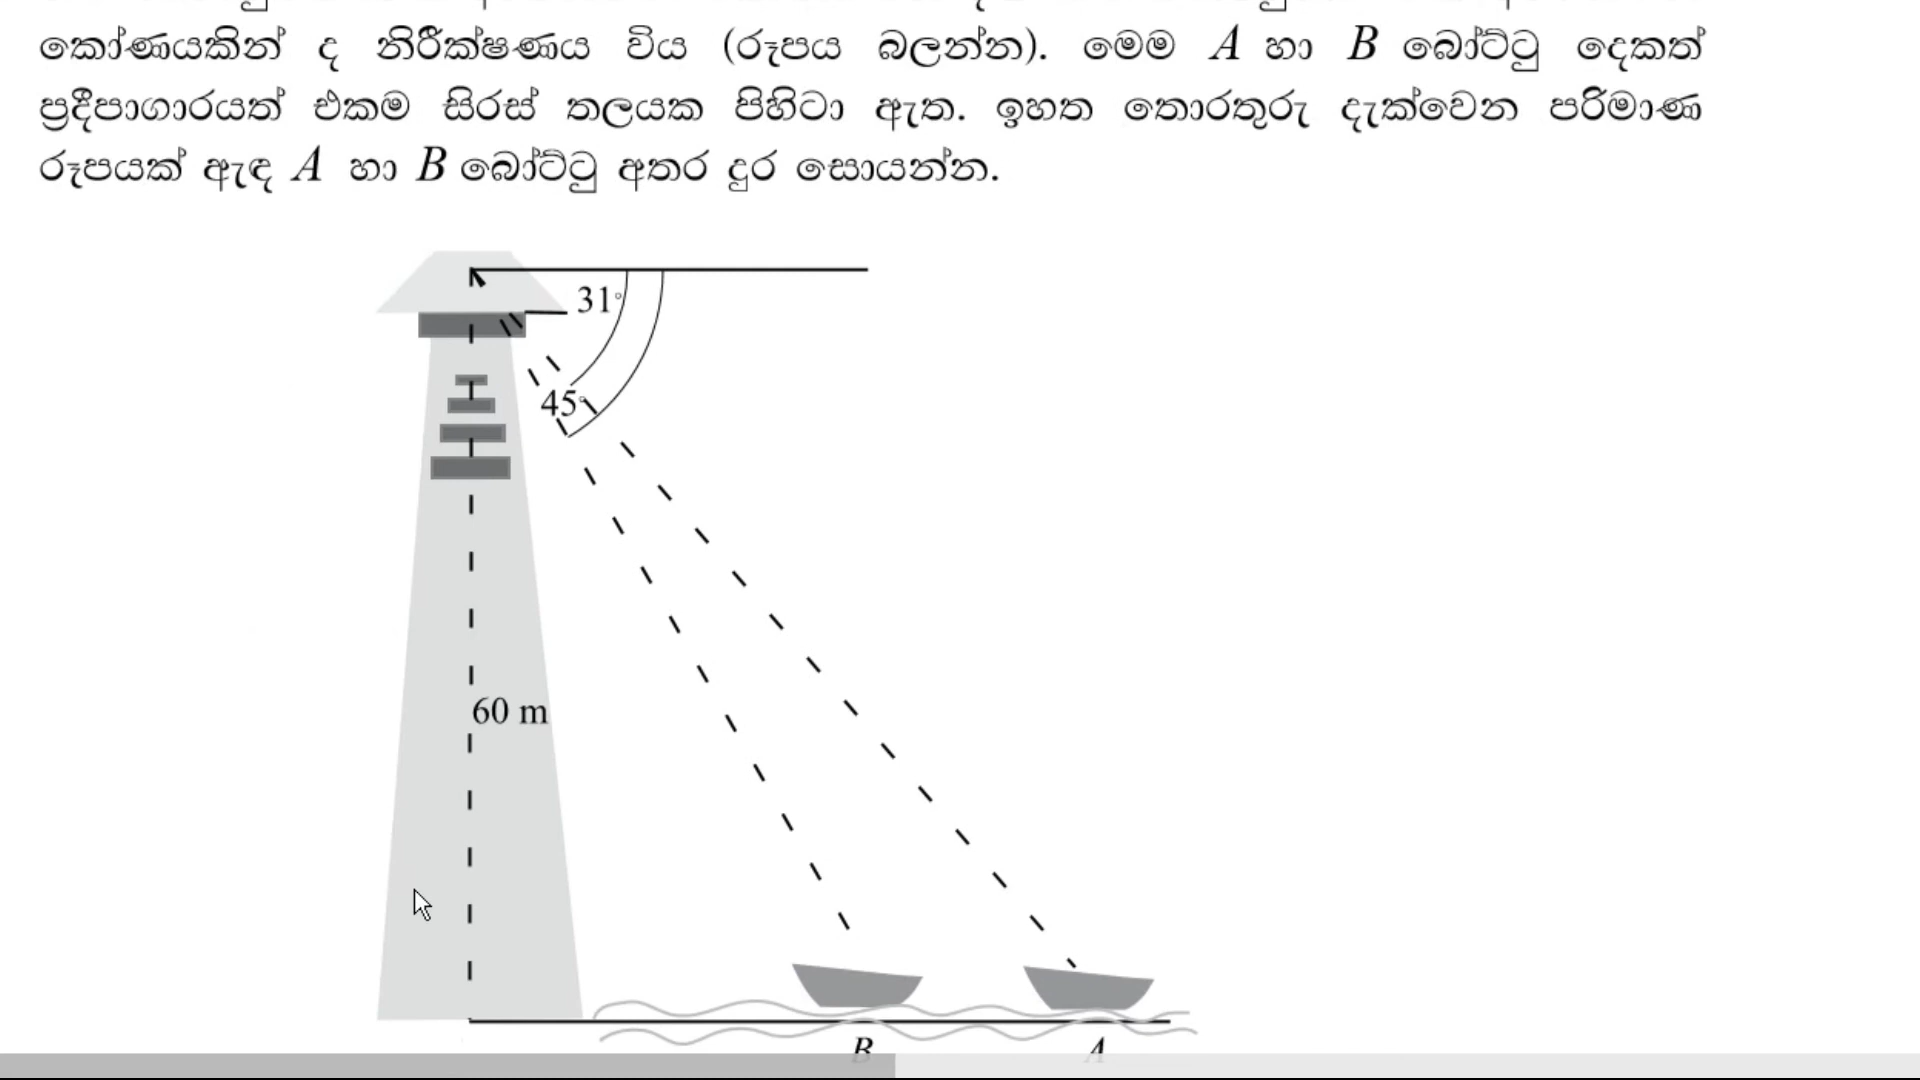 කෝණයකින් ද නිරීක්ෂණය විය (රූපය බලන්න). මෙම A හා B බෝට්ටු දෙකත්
ප්‍රදීපාගාරයත් එකම සිරස් තලයක පිහිටා ඇත. ඉහත තොරතුරු දැක්වෙන පරිමාණ
රූපයක් ඇඳ A හා B බෝට්ටු අතර දුර සොයන්න.
31°
45°
60 m
B A